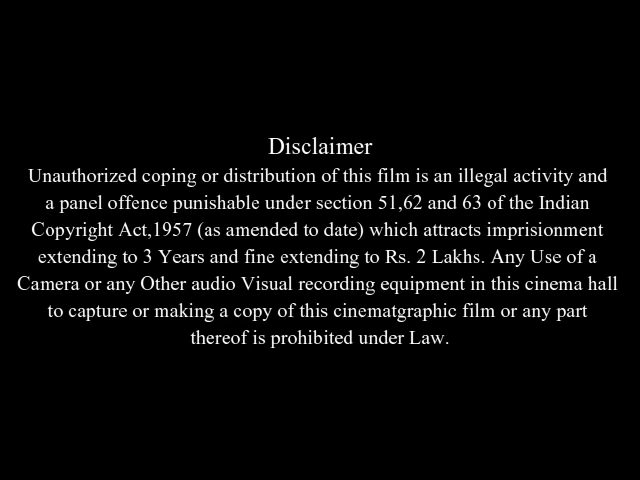 Disclaimer
Unauthorized coping or distribution of this film is an illegal activity and
a panel offence punishable under section 51,62 and 63 of the Indian
Copyright Act,1957 (as amended to date) which attracts imprisionment
extending to 3 Years and fine extending to Rs. 2 Lakhs. Any Use of a
Camera or any Other audio Visual recording equipment in this cinema hall
to capture or making a copy of this cinematgraphic film or any part
thereof is prohibited under Law.